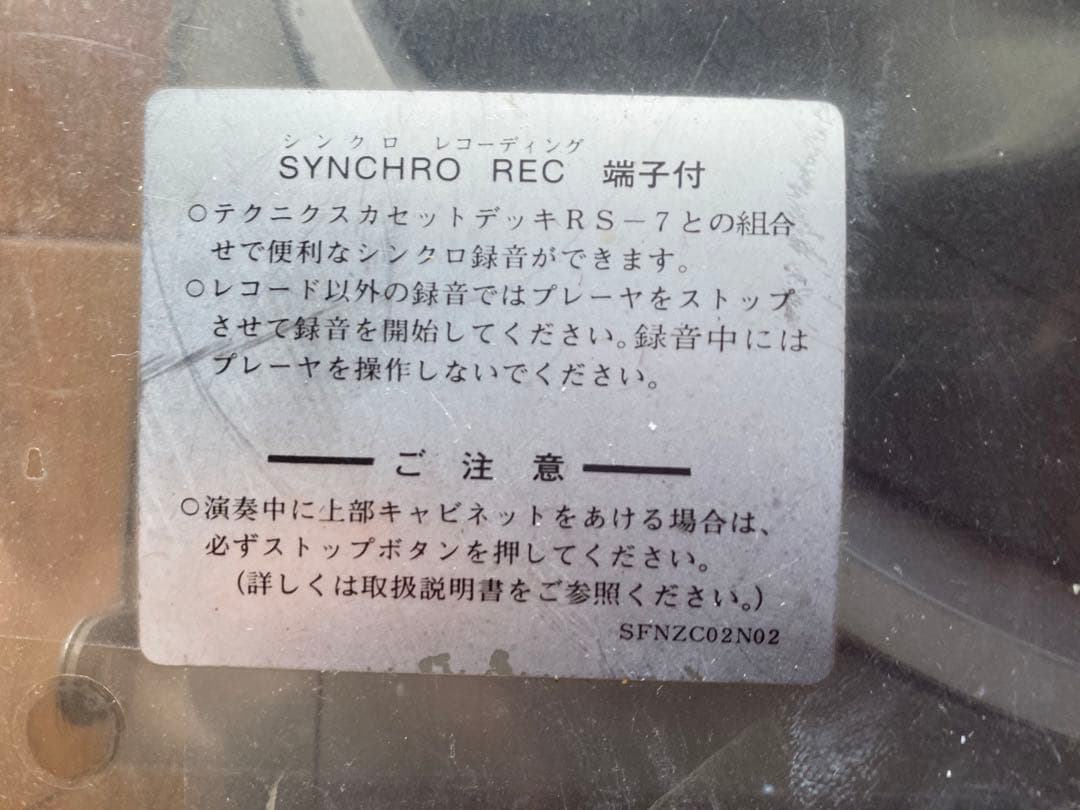 シンクロ レコーディング
SYNCHRO REC 端子付
○テクニクスカセットデッキRS-7との組合
せで便利なシンクロ録音ができます。
○レコード以外の録音ではプレーヤをストップ
させて録音を開始してください。録音中には
プレーヤを操作しないでください。
ご注意
○演奏中に上部キャビネットをあける場合は、
必ずストップボタンを押してください。
(詳しくは取扱説明書をご参照ください。)
SFNZC02N02